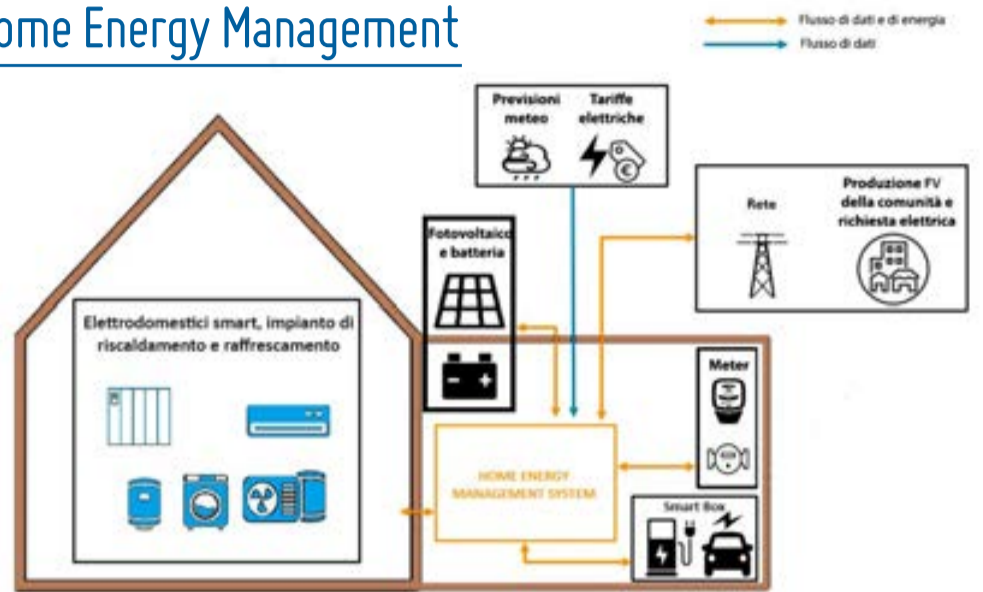 ome Energy Management
Flusso di dati e di energia
Flusso di dati
Previsioni
meteo
Tariffe
elettriche
Rete
Produzione FV
della comunità e
richiesta elettrica
Fotovoltaico
e batteria
Elettrodomestici smart, impianto di
riscaldamento e raffrescamento
Meter
HOME ENERGY
MANAGEMENT SYSTEM
Smart Box